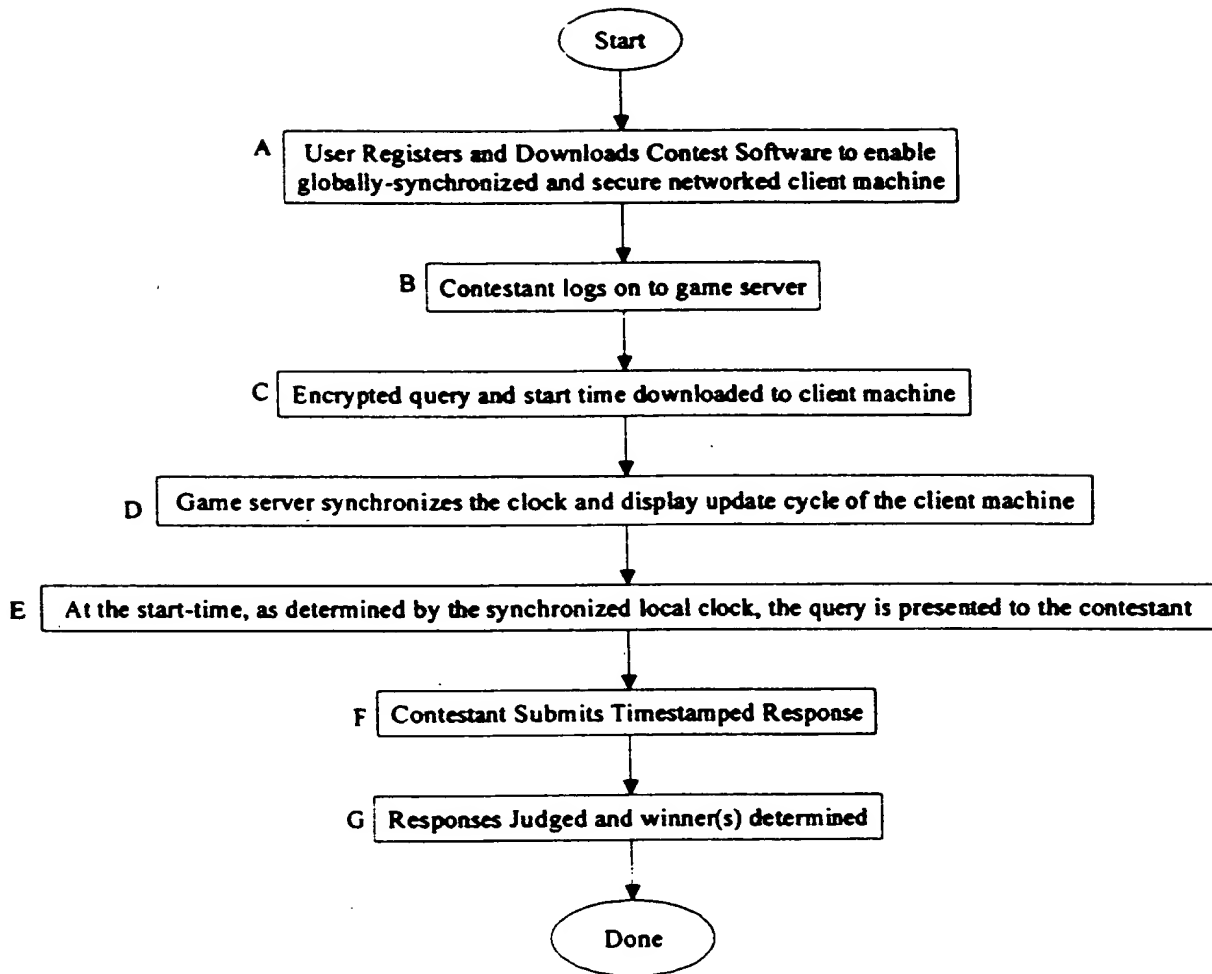 Start
A
User Registers and Downloads Contest Software to enable
globally-synchronized and secure networked client machine
B
Contestant logs on to game server
C
Encrypted query and start time downloaded to client machine
D
Game server synchronizes the clock and display update cycle of the client machine
E
At the start-time, as determined by the synchronized local clock, the query is presented to the contestant
F
Contestant Submits Timestamped Response
G
Responses Judged and winner(s) determined
Done